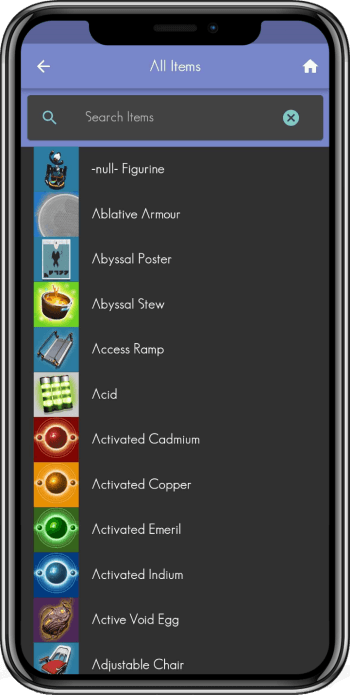 All Items
Search Items
-null- Figurine
Ablative Armour
Abyssal Poster
Abyssal Stew
Access Ramp
Acid
Activated Cadmium
Activated Copper
Activated Emeril
Activated Indium
Active Void Egg
Adjustable Chair